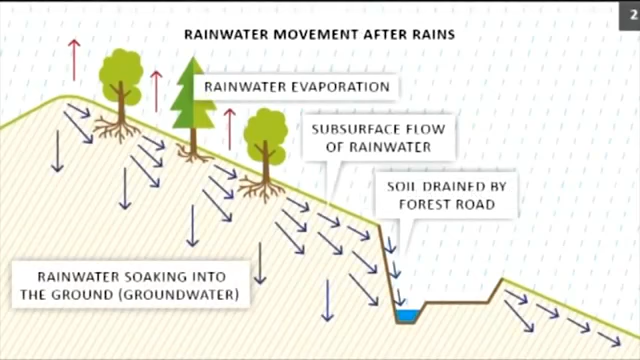 2
RAINWATER MOVEMENT AFTER RAINS
RAINWATER EVAPORATION
SUBSURFACE FLOW
OF RAINWATER
SOIL DRAINED BY
FOREST ROAD
RAINWATER SOAKING INTO
THE GROUND (GROUNDWATER)